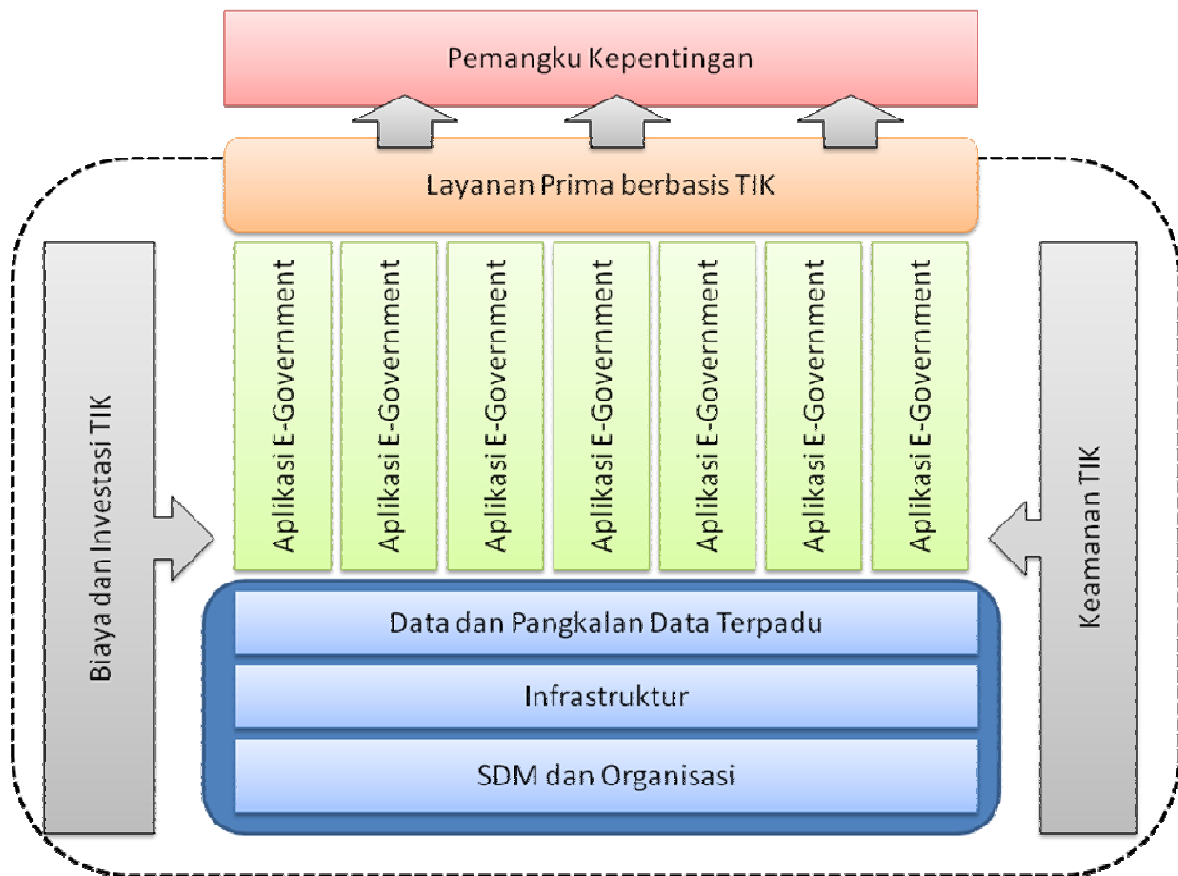 Pemangku Kepentingan
Layanan Prima berbasis TIK
Biaya dan Investasi TIK
Aplikasi E-Government
Aplikasi E-Government
Aplikasi E-Government
Aplikasi E-Government
Aplikasi E-Government
Aplikasi E-Government
Aplikasi E-Government
Keamanan TIK
Data dan Pangkalan Data Terpadu
Infrastruktur
SDM dan Organisasi